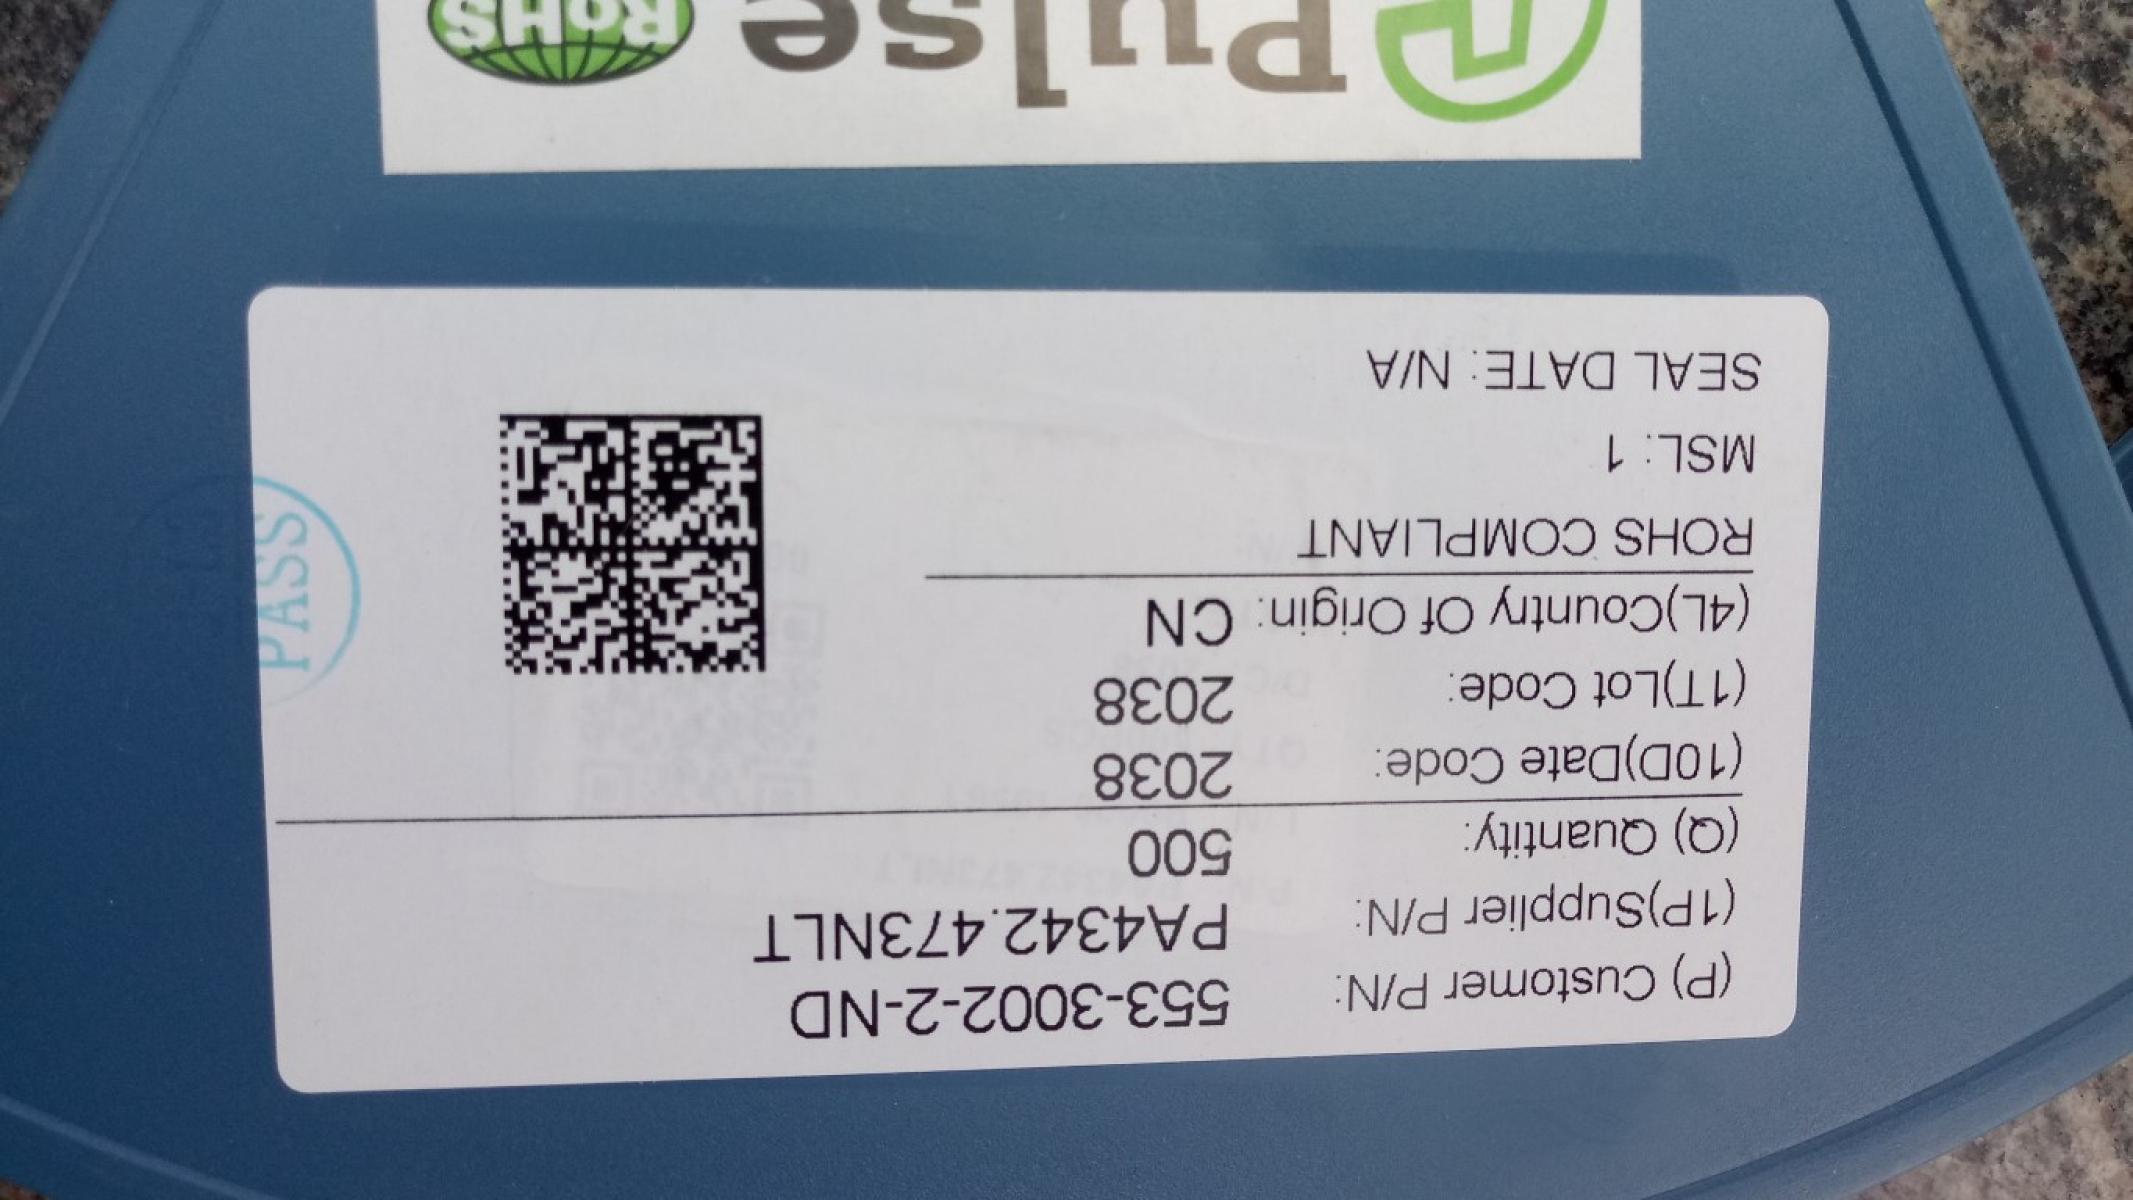 (P) Customer P/N: 553-3002-2-ND
(1P)Supplier P/N: PA4342.473NLT
(Q) Quantity: 500
(10D)Date Code: 2038
(1T)Lot Code: 2038
(4L)Country Of Origin: CN
ROHS COMPLIANT
MSL: 1
SEAL DATE: N/A
PASS
Pulse
RoHS